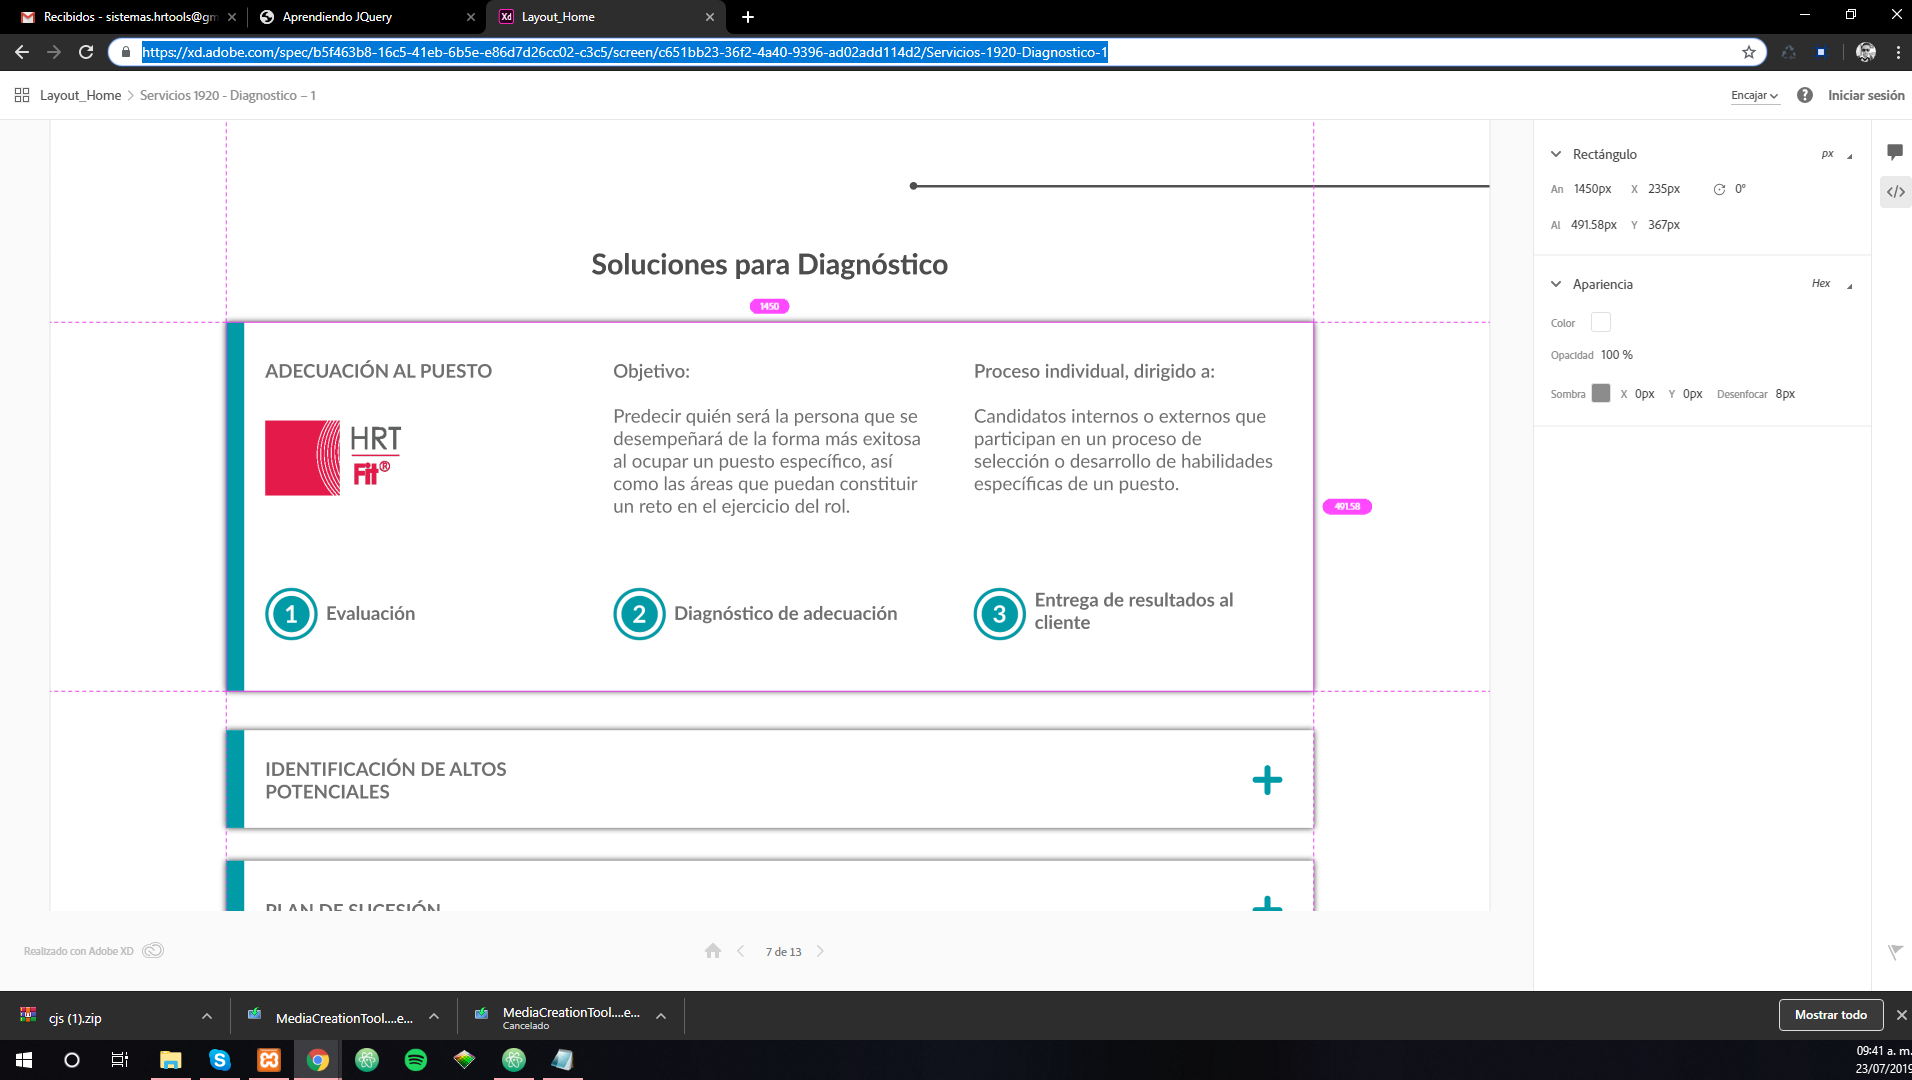 Recibidos - sistemas.hrtools@gm
Aprendiendo JQuery
Layout_Home
https://xd.adobe.com/spec/b5f463b8-16c5-41eb-6b5e-e86d7d26cc02-c3c5/screen/c651bb23-36f2-4a40-9396-ad02add114d2/Servicios-1920-Diagnostico-1
Layout_Home
Servicios 1920 - Diagnostico – 1
Encajar
Iniciar sesión
Soluciones para Diagnóstico
1450
ADECUACIÓN AL PUESTO
HRT
Fit®
Objetivo:
Predecir quién será la persona que se
desempeñará de la forma más exitosa
al ocupar un puesto específico, así
como las áreas que puedan constituir
un reto en el ejercicio del rol.
Proceso individual, dirigido a:
Candidatos internos o externos que
participan en un proceso de
selección o desarrollo de habilidades
específicas de un puesto.
491.58
1 Evaluación
2 Diagnóstico de adecuación
3 Entrega de resultados al
cliente
IDENTIFICACIÓN DE ALTOS
POTENCIALES
PLAN DE SUCESIÓN
Rectángulo px
An 1450px X 235px 0°
Al 491.58px Y 367px
Apariencia Hex
Color
Opacidad 100 %
Sombra X 0px Y 0px Desenfocar 8px
Realizado con Adobe XD
7 de 13
cjs (1).zip
MediaCreationTool....e...
MediaCreationTool....e...
Cancelado
Mostrar todo
09:41 a. m.
23/07/2019